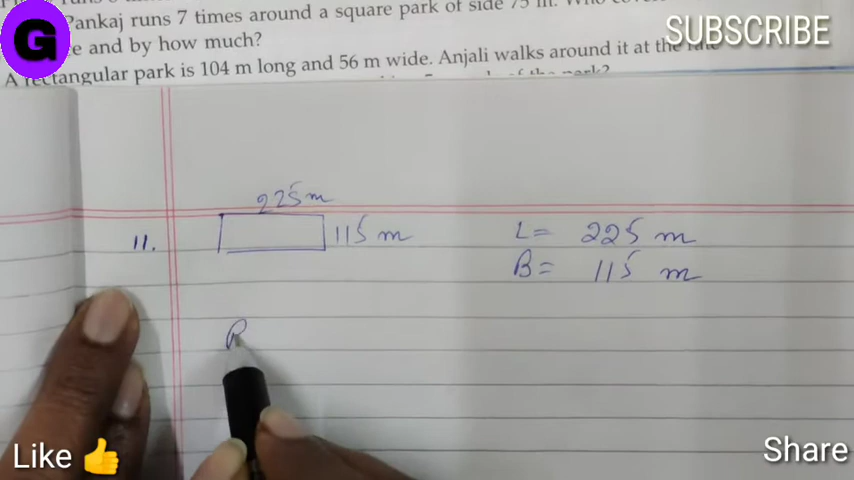 Pankaj runs 7 times around a square park of side 75 m. Who
and by how much?
A rectangular park is 104 m long and 56 m wide. Anjali walks around it at the rate
G
SUBSCRIBE
225 m
11.
115 m
L = 225 m
B = 115 m
P
Like 👍
Share